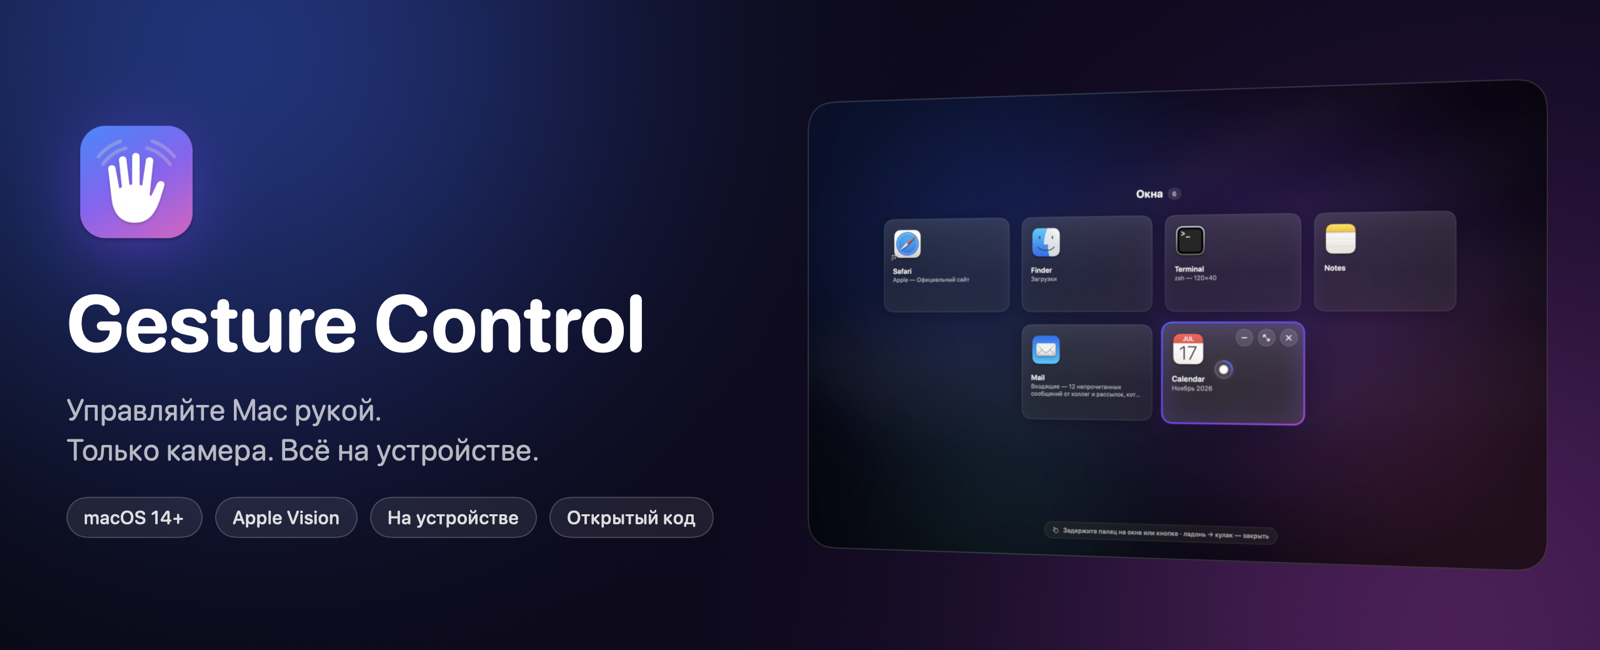 Gesture Control
Управляйте Mac рукой.
Только камера. Всё на устройстве.
macOS 14+
Apple Vision
На устройстве
Открытый код
Окна 6
Safari
Apple — Официальный сайт
Finder
Загрузки
>_
Terminal
zsh — 120×40
Notes
Mail
Входящие — 12 непрочитанных
сообщений от коллег и рассылок, кот...
JUL
17
Calendar
Ноябрь 2026
Задержите палец на окне или кнопке · ладонь → кулак — закрыть